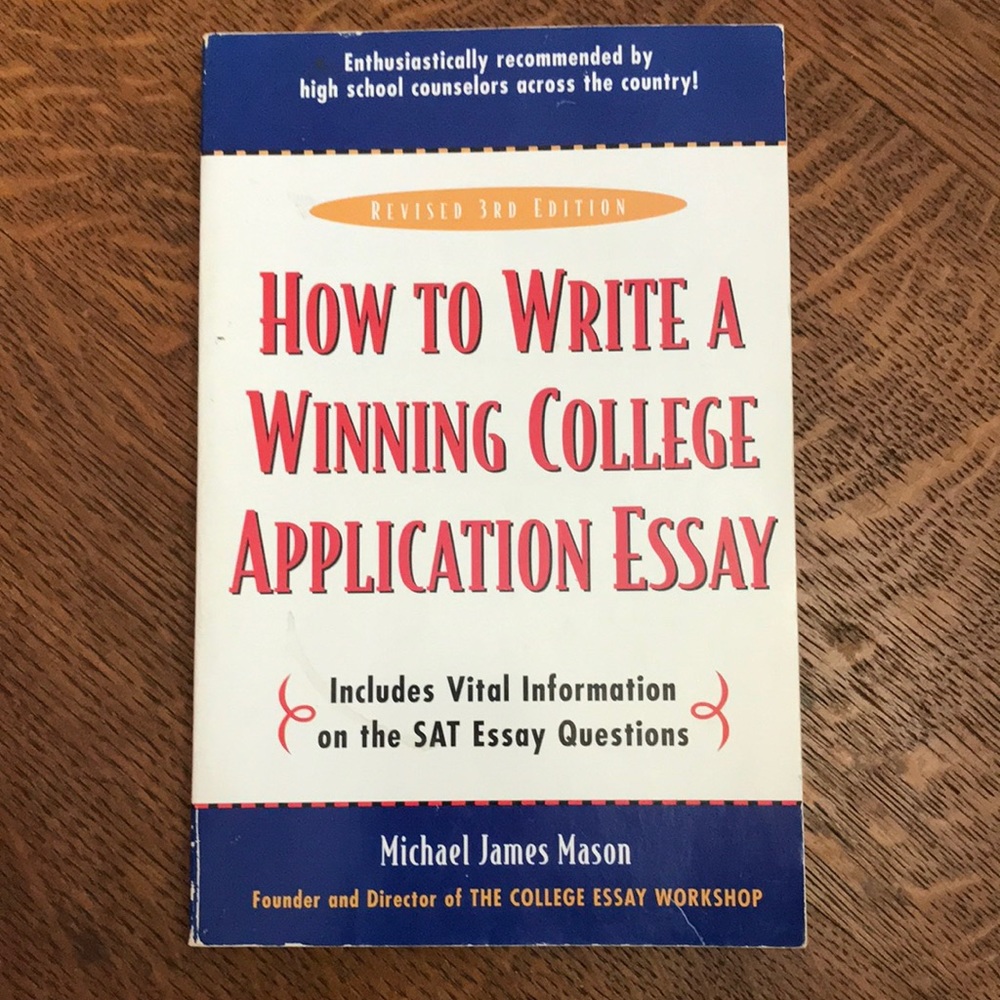 Enthusiastically recommended by
high school counselors across the country!
REVISED 3RD EDITION
HOW TO WRITE A
WINNING COLLEGE
APPLICATION ESSAY
Includes Vital Information
on the SAT Essay Questions
Michael James Mason
Founder and Director of THE COLLEGE ESSAY WORKSHOP